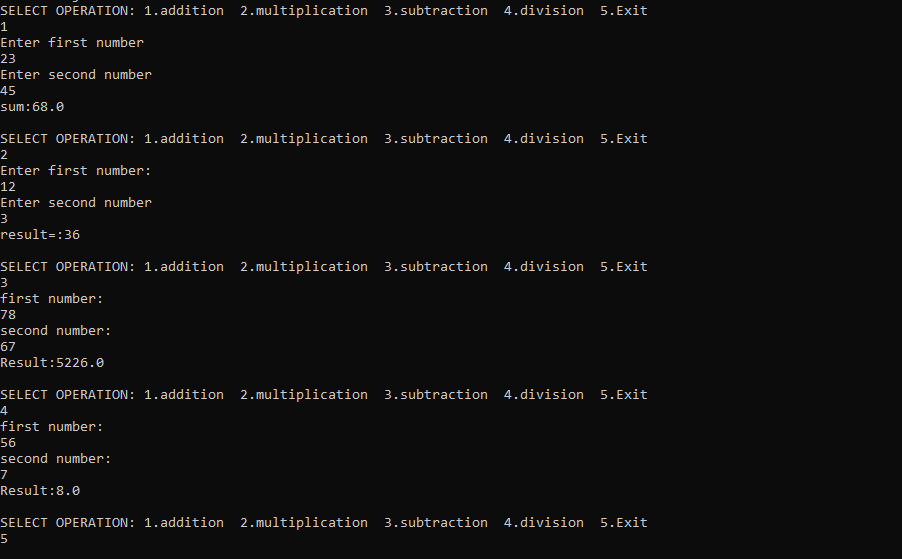 SELECT OPERATION: 1.addition  2.multiplication  3.subtraction  4.division  5.Exit
1
Enter first number
23
Enter second number
45
sum:68.0
SELECT OPERATION: 1.addition  2.multiplication  3.subtraction  4.division  5.Exit
2
Enter first number:
12
Enter second number
3
result=:36
SELECT OPERATION: 1.addition  2.multiplication  3.subtraction  4.division  5.Exit
3
first number:
78
second number:
67
Result:5226.0
SELECT OPERATION: 1.addition  2.multiplication  3.subtraction  4.division  5.Exit
4
first number:
56
second number:
7
Result:8.0
SELECT OPERATION: 1.addition  2.multiplication  3.subtraction  4.division  5.Exit
5